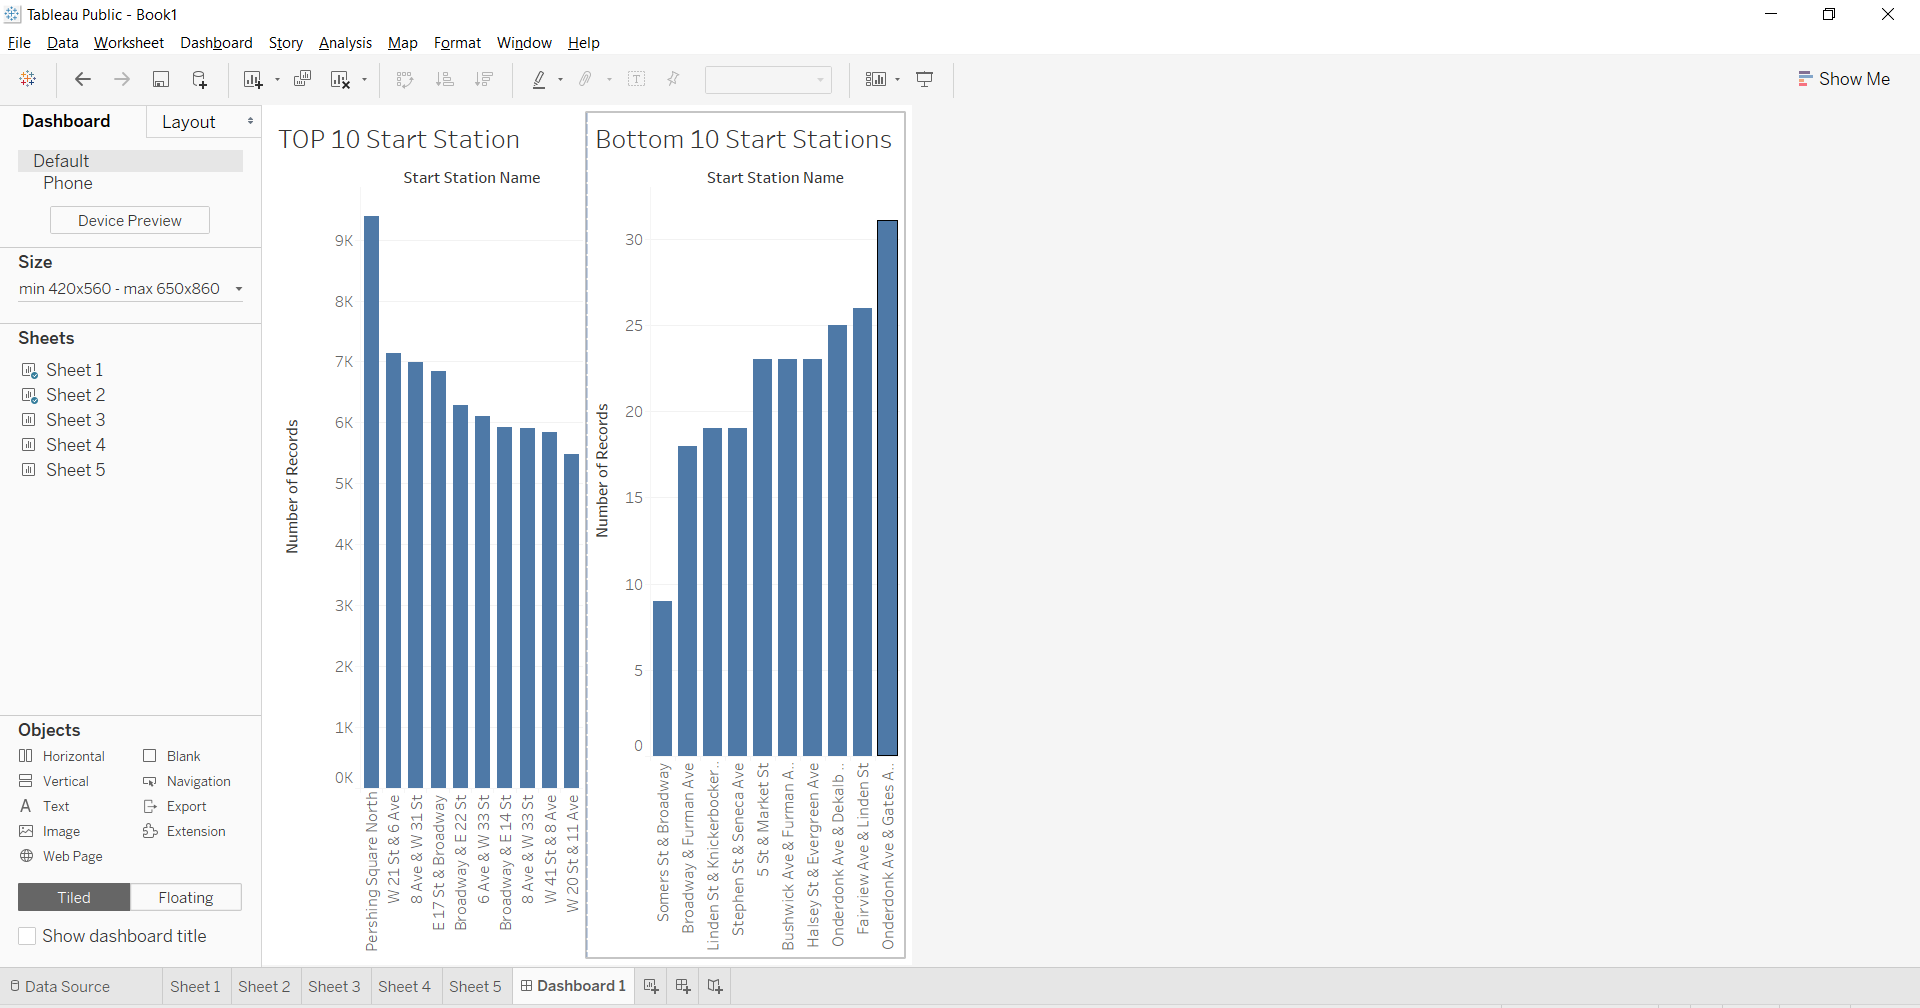 Tableau Public - Book1
File Data Worksheet Dashboard Story Analysis Map Format Window Help
Show Me
Dashboard
Layout
Default
Phone
Device Preview
Size
min 420x560 - max 650x860
Sheets
Sheet 1
Sheet 2
Sheet 3
Sheet 4
Sheet 5
Objects
Horizontal
Blank
Vertical
Navigation
Text
Export
Image
Extension
Web Page
Tiled
Floating
Show dashboard title
TOP 10 Start Station
Start Station Name
Number of Records
9K
8K
7K
6K
5K
4K
3K
2K
1K
0K
Pershing Square North
W 21 St & 6 Ave
8 Ave & W 31 St
E 17 St & Broadway
Broadway & E 22 St
6 Ave & W 33 St
Broadway & E 14 St
8 Ave & W 33 St
W 41 St & 8 Ave
W 20 St & 11 Ave
Bottom 10 Start Stations
Start Station Name
Number of Records
30
25
20
15
10
5
0
Somers St & Broadway
Broadway & Furman Ave
Linden St & Knickerbocker ..
Stephen St & Seneca Ave
5 St & Market St
Bushwick Ave & Furman A..
Halsey St & Evergreen Ave
Onderdonk Ave & Dekalb ..
Fairview Ave & Linden St
Onderdonk Ave & Gates A..
Data Source
Sheet 1
Sheet 2
Sheet 3
Sheet 4
Sheet 5
Dashboard 1